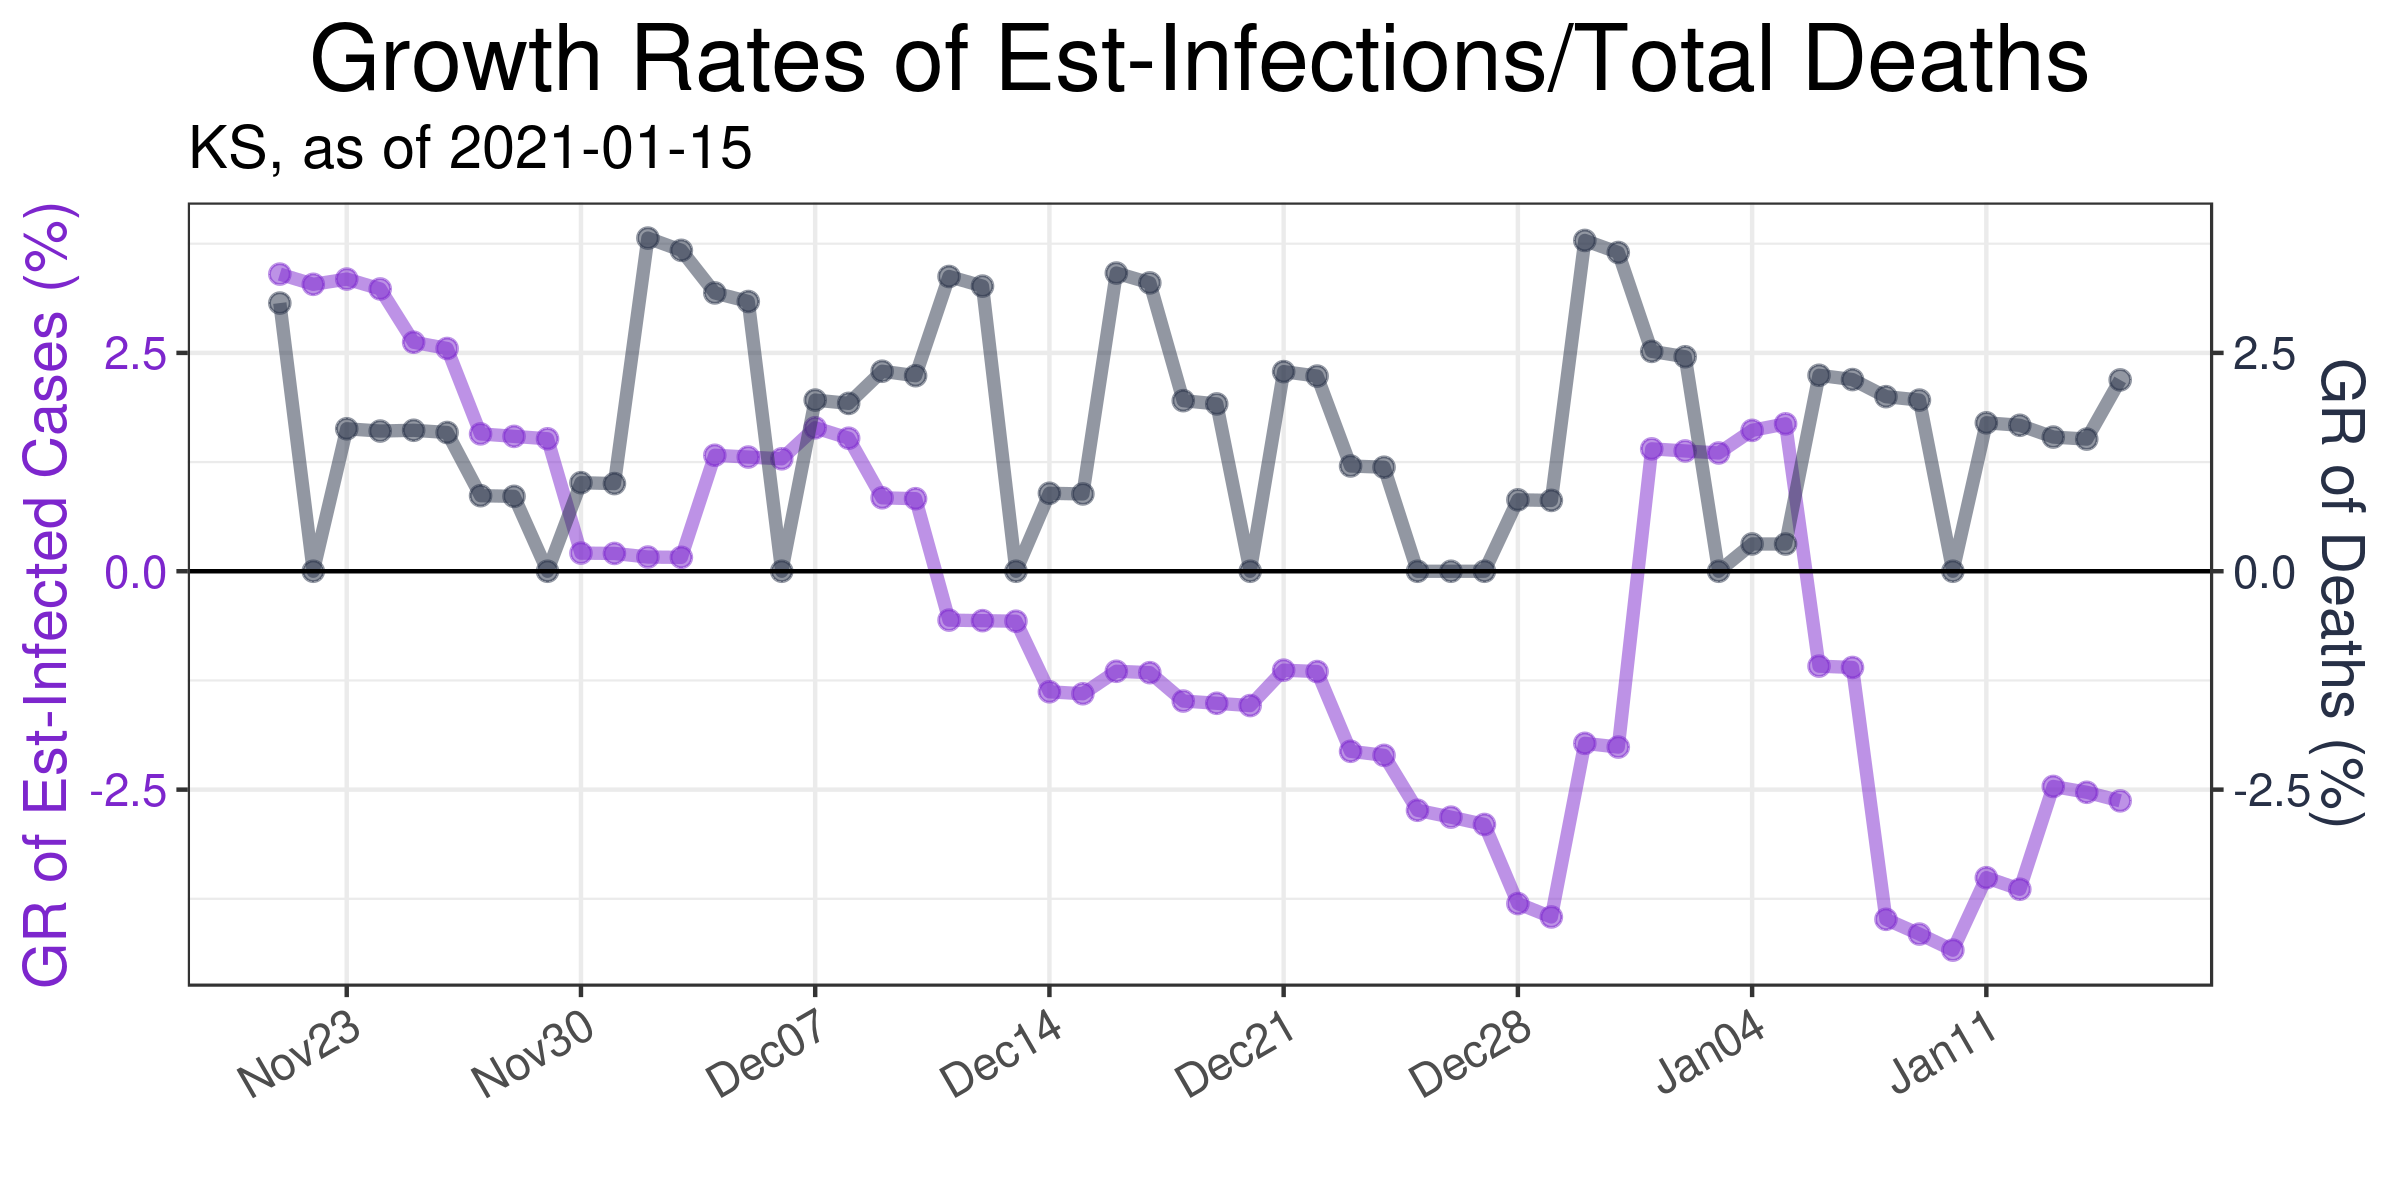 Growth Rates of Est-Infections/Total Deaths
KS, as of 2021-01-15
GR of Est-Infected Cases (%)
2.5
0.0
-2.5
2.5
0.0
-2.5
GR of Deaths (%)
Nov23
Nov30
Dec07
Dec14
Dec21
Dec28
Jan04
Jan11